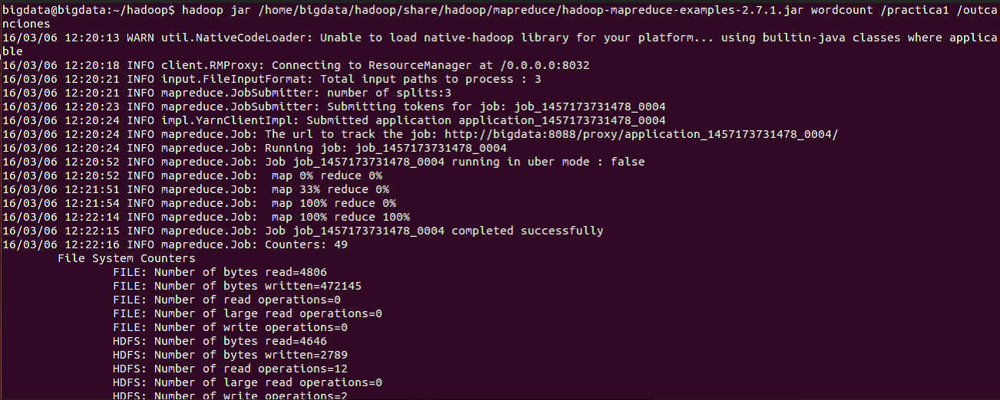 bigdata@bigdata:~/hadoop$ hadoop jar /home/bigdata/hadoop/share/hadoop/mapreduce/hadoop-mapreduce-examples-2.7.1.jar wordcount /practica1 /outca
nciones
16/03/06 12:20:13 WARN util.NativeCodeLoader: Unable to load native-hadoop library for your platform... using builtin-java classes where applica
ble
16/03/06 12:20:18 INFO client.RMProxy: Connecting to ResourceManager at /0.0.0.0:8032
16/03/06 12:20:21 INFO input.FileInputFormat: Total input paths to process : 3
16/03/06 12:20:21 INFO mapreduce.JobSubmitter: number of splits:3
16/03/06 12:20:23 INFO mapreduce.JobSubmitter: Submitting tokens for job: job_1457173731478_0004
16/03/06 12:20:24 INFO impl.YarnClientImpl: Submitted application application_1457173731478_0004
16/03/06 12:20:24 INFO mapreduce.Job: The url to track the job: http://bigdata:8088/proxy/application_1457173731478_0004/
16/03/06 12:20:24 INFO mapreduce.Job: Running job: job_1457173731478_0004
16/03/06 12:20:52 INFO mapreduce.Job: Job job_1457173731478_0004 running in uber mode : false
16/03/06 12:20:52 INFO mapreduce.Job:  map 0% reduce 0%
16/03/06 12:21:51 INFO mapreduce.Job:  map 33% reduce 0%
16/03/06 12:21:54 INFO mapreduce.Job:  map 100% reduce 0%
16/03/06 12:22:14 INFO mapreduce.Job:  map 100% reduce 100%
16/03/06 12:22:15 INFO mapreduce.Job: Job job_1457173731478_0004 completed successfully
16/03/06 12:22:16 INFO mapreduce.Job: Counters: 49
File System Counters
FILE: Number of bytes read=4806
FILE: Number of bytes written=472145
FILE: Number of read operations=0
FILE: Number of large read operations=0
FILE: Number of write operations=0
HDFS: Number of bytes read=4646
HDFS: Number of bytes written=2789
HDFS: Number of read operations=12
HDFS: Number of large read operations=0
HDFS: Number of write operations=2